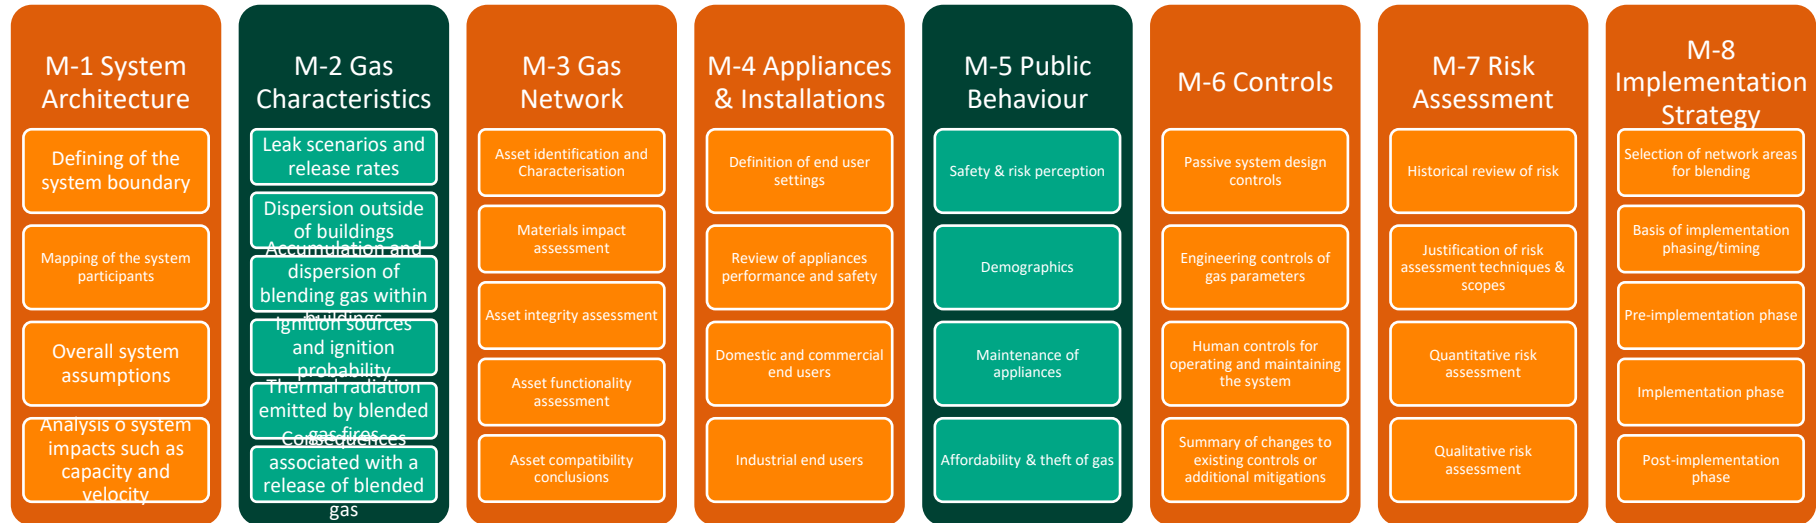 M-1 System
Architecture
Defining of the
system boundary
Mapping of the system
participants
Overall system
assumptions
Analysis o system
impacts such as
capacity and
velocity
M-2 Gas
Characteristics
Leak scenarios and
release rates
Dispersion outside
of buildings
Accumulation and
dispersion of
blending gas within
buildings
Ignition sources
and ignition
probability
Thermal radiation
emitted by blended
gas fires
Consequences
associated with a
release of blended
gas
M-3 Gas
Network
Asset identification and
Characterisation
Materials impact
assessment
Asset integrity assessment
Asset functionality
assessment
Asset compatibility
conclusions
M-4 Appliances
& Installations
Definition of end user
settings
Review of appliances
performance and safety
Domestic and commercial
end users
Industrial end users
M-5 Public
Behaviour
Safety & risk perception
Demographics
Maintenance of
appliances
Affordability & theft of gas
M-6 Controls
Passive system design
controls
Engineering controls of
gas parameters
Human controls for
operating and maintaining
the system
Summary of changes to
existing controls or
additional mitigations
M-7 Risk
Assessment
Historical review of risk
Justification of risk
assessment techniques &
scopes
Quantitative risk
assessment
Qualitative risk
assessment
M-8
Implementation
Strategy
Selection of network areas
for blending
Basis of implementation
phasing/timing
Pre-implementation phase
Implementation phase
Post-implementation
phase